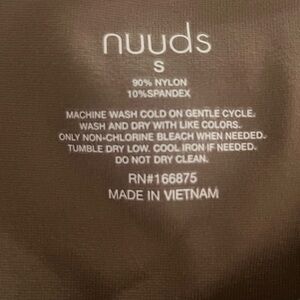 nuuds
S
90% NYLON
10%SPANDEX
MACHINE WASH COLD ON GENTLE CYCLE.
WASH AND DRY WITH LIKE COLORS.
ONLY NON-CHLORINE BLEACH WHEN NEEDED.
TUMBLE DRY LOW. COOL IRON IF NEEDED.
DO NOT DRY CLEAN.
RN#166875
MADE IN VIETNAM